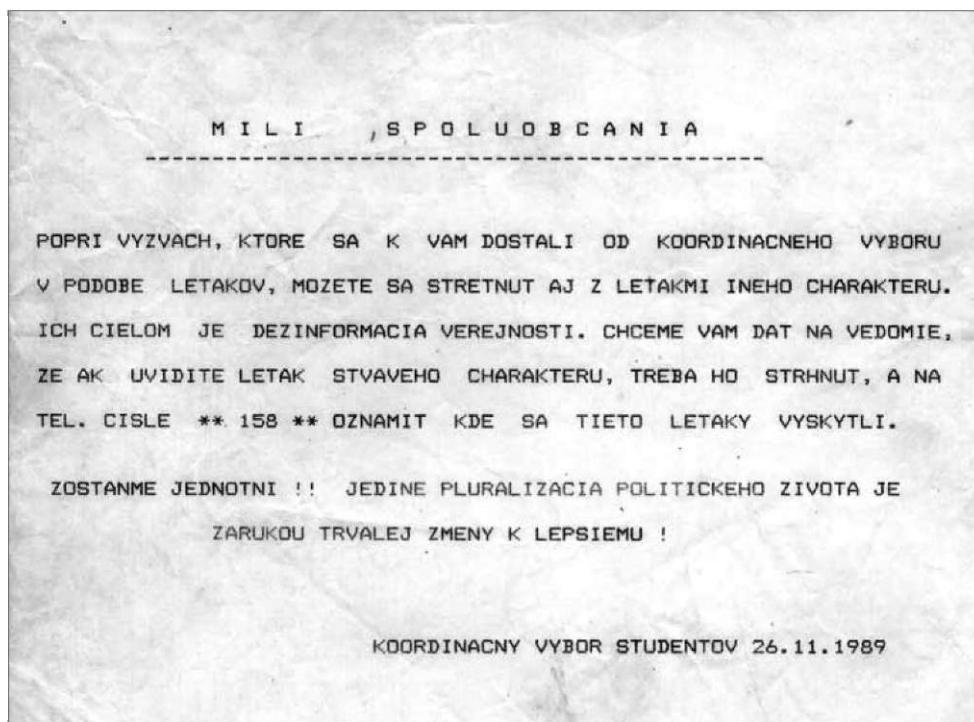 MILI ,SPOLUOBCANIA
-----------------------------------------------
POPRI VYZVACH, KTORE SA K VAM DOSTALI OD KOORDINACNEHO VYBORU
V PODOBE LETAKOV, MOZETE SA STRETNUT AJ Z LETAKMI INEHO CHARAKTERU.
ICH CIELOM JE DEZINFORMACIA VEREJNOSTI. CHCEME VAM DAT NA VEDOMIE,
ZE AK UVIDITE LETAK STVAVEHO CHARAKTERU, TREBA HO STRHNUT, A NA
TEL. CISLE ** 158 ** OZNAMIT KDE SA TIETO LETAKY VYSKYTLI.
ZOSTANME JEDNOTNI !! JEDINE PLURALIZACIA POLITICKEHO ZIVOTA JE
ZARUKOU TRVALEJ ZMENY K LEPSIEMU !
KOORDINACNY VYBOR STUDENTOV 26.11.1989